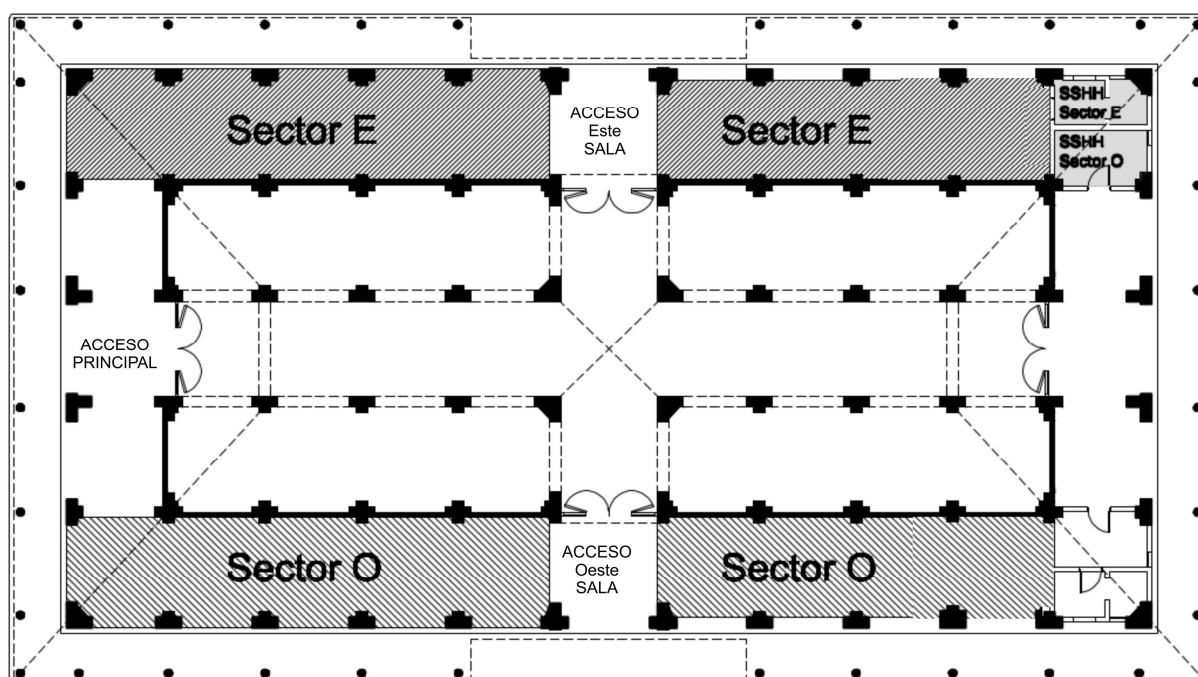 Sector E
ACCESO
Este
SALA
Sector E
SSHH
Sector E
SSHH
Sector O
ACCESO
PRINCIPAL
Sector O
ACCESO
Oeste
SALA
Sector O